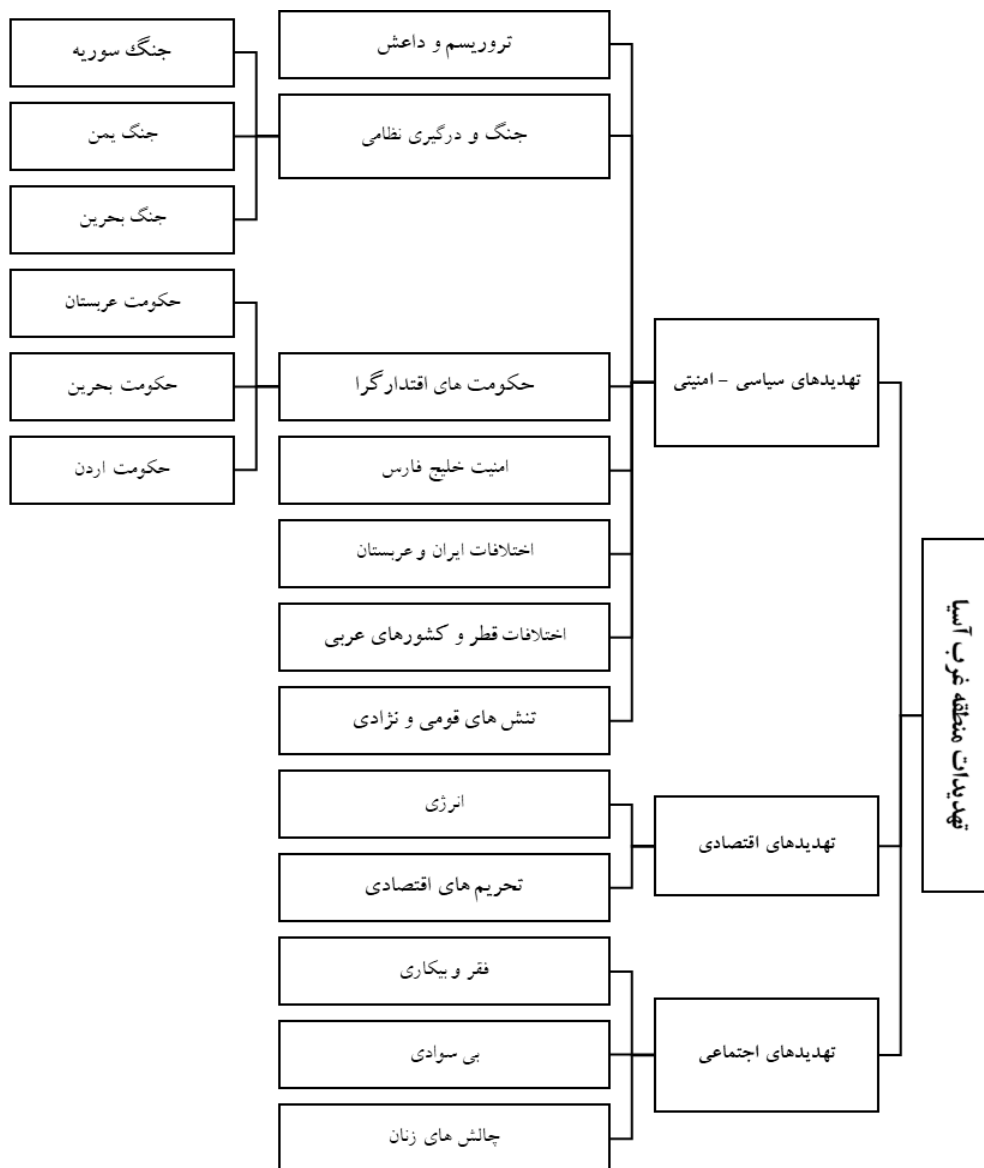 تهدیدات منطقه غرب آسیا
تهدیدهای سیاسی - امنیتی
تروریسم و داعش
جنگ و درگیری نظامی
جنگ سوریه
جنگ یمن
جنگ بحرین
حکومت های اقتدارگرا
حکومت عربستان
حکومت بحرین
حکومت اردن
امنیت خلیج فارس
اختلافات ایران و عربستان
اختلافات قطر و کشورهای عربی
تنش های قومی و نژادی
تهدیدهای اقتصادی
انرژی
تحریم های اقتصادی
تهدیدهای اجتماعی
فقر و بیکاری
بی سوادی
چالش های زنان